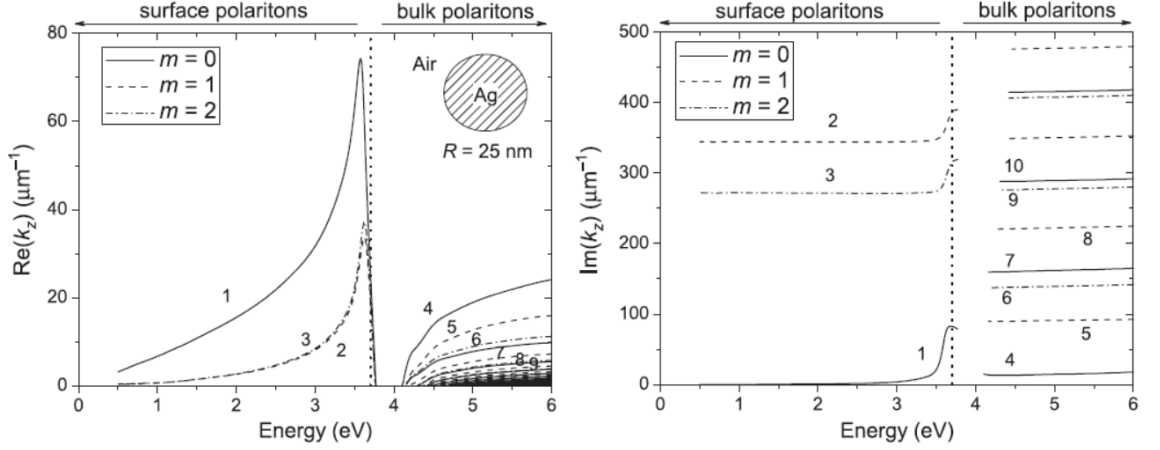 surface polaritons
bulk polaritons
80
60
40
20
0
Re(k_z) (μm⁻¹)
m = 0
m = 1
m = 2
Air
Ag
R = 25 nm
1
3
2
4
5
6
7
8
9
0
1
2
3
4
5
6
Energy (eV)
surface polaritons
bulk polaritons
500
400
300
200
100
0
Im(k_z) (μm⁻¹)
m = 0
m = 1
m = 2
2
3
1
10
9
8
7
6
5
4
0
1
2
3
4
5
6
Energy (eV)